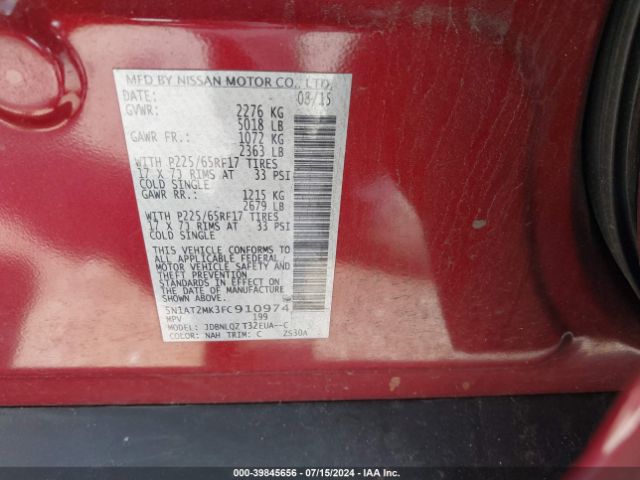 MFD BY NISSAN MOTOR CO., LTD.
DATE: 08/15
GVWR: 2276 KG
5018 LB
GAWR FR.: 1072 KG
2363 LB
WITH P225/65RF17 TIRES
17 X 7J RIMS AT 33 PSI
COLD SINGLE
GAWR RR.: 1215 KG
2679 LB
WITH P225/65RF17 TIRES
17 X 7J RIMS AT 33 PSI
COLD SINGLE
THIS VEHICLE CONFORMS TO
ALL APPLICABLE FEDERAL
MOTOR VEHICLE SAFETY AND
AND THEFT PREVENTION
STANDARDS IN EFFECT ON
THE DATE OF MANUFACTURE
SHOWN ABOVE.
5N1AT2MK3FC910974
MPV 199
MODEL: JDBNLQZ T32EUA--C
COLOR: NAH TRIM: C 2530A
000-39845656 - 07/15/2024 - IAA Inc.